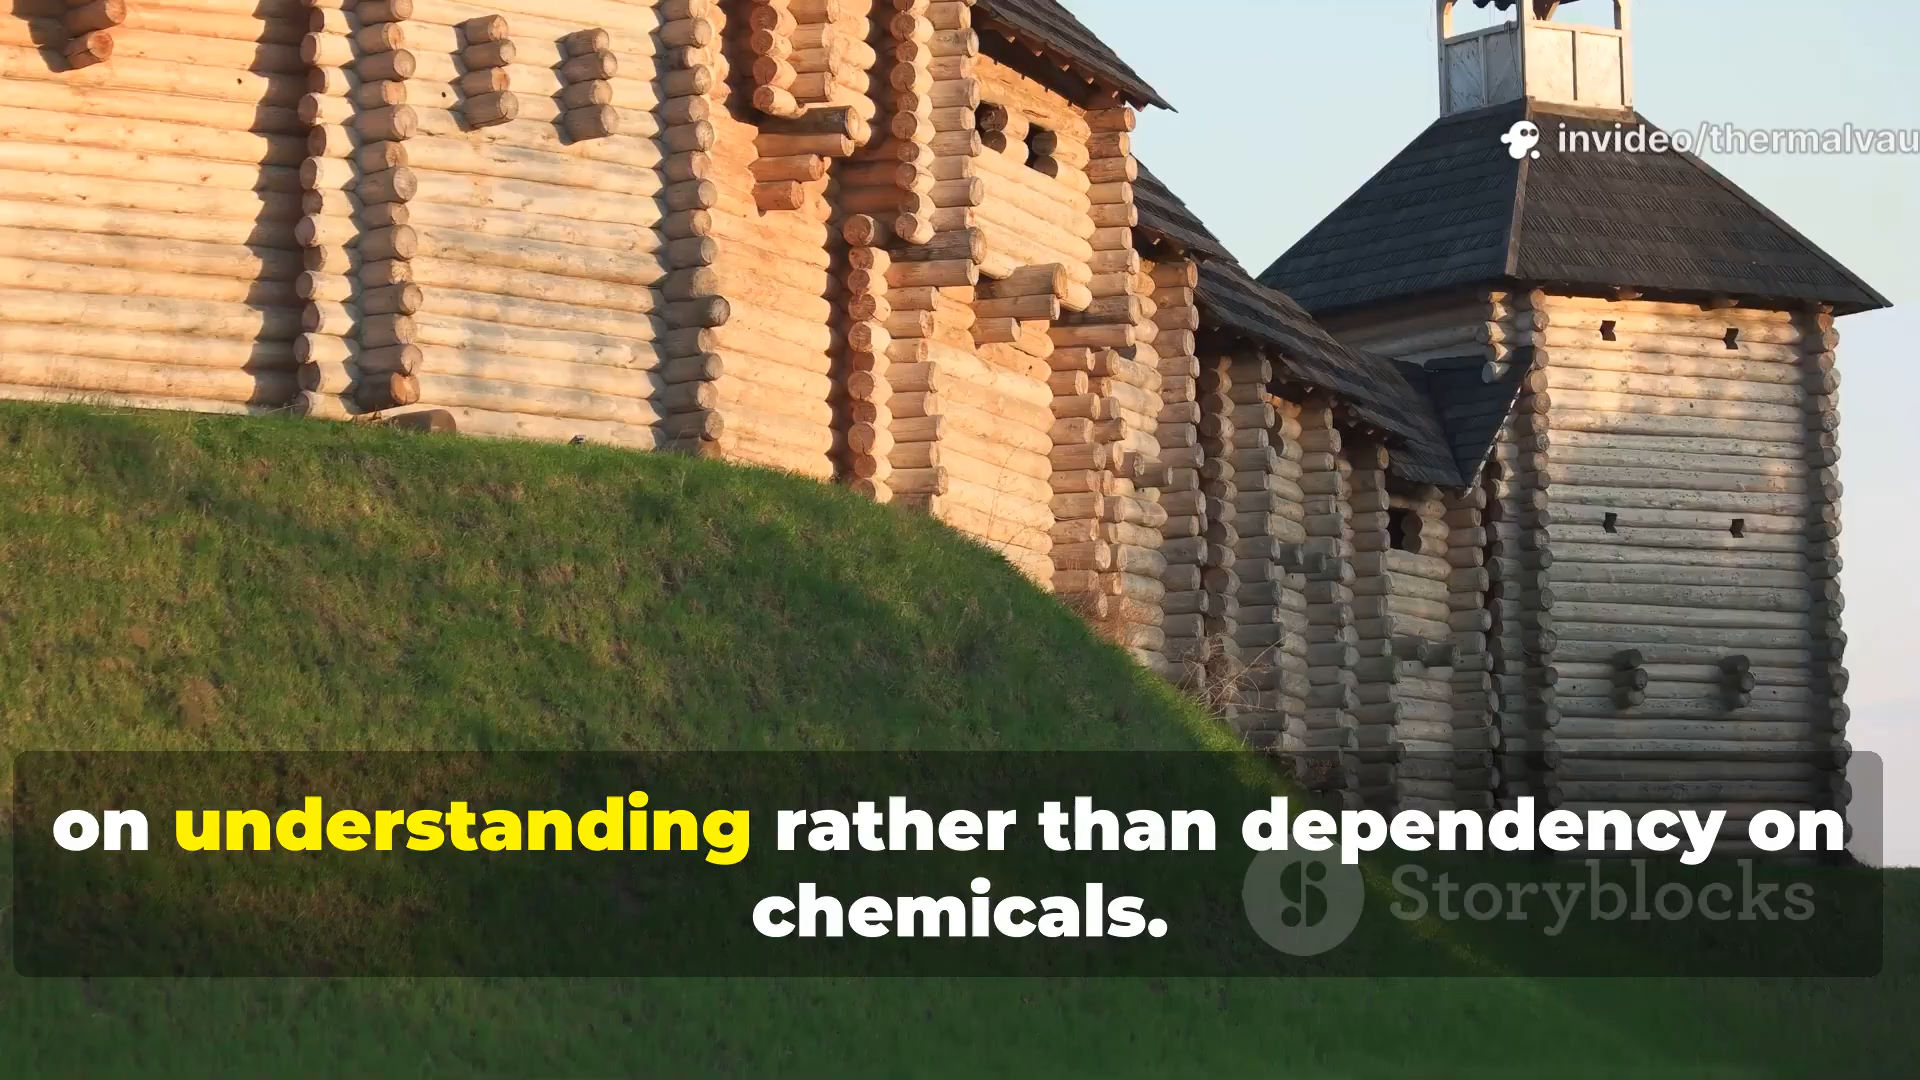 invideo/thermalvau
on understanding rather than dependency on
chemicals.
Storyblocks